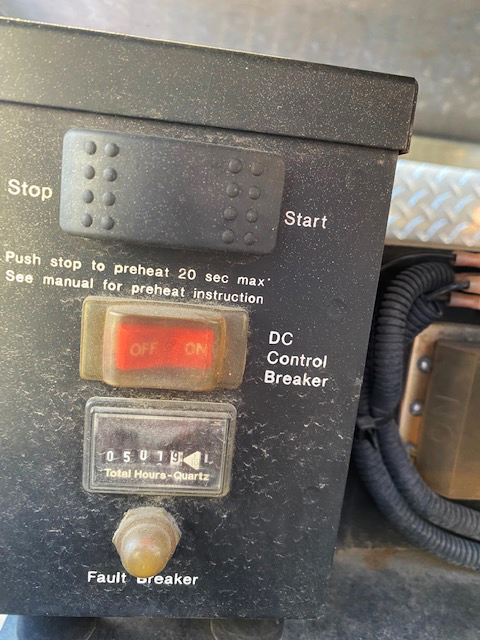 Stop
Start
Push stop to preheat 20 sec max
See manual for preheat instruction
OFF ON
DC
Control
Breaker
Total Hours-Quartz
Fault Breaker